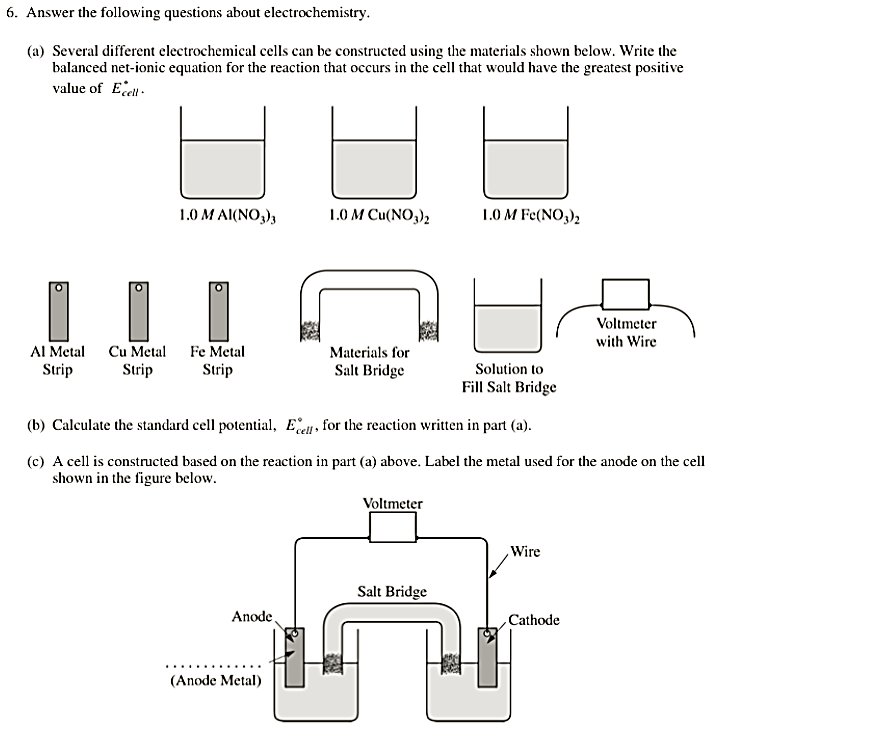 6. Answer the following questions about electrochemistry.
(a) Several different electrochemical cells can be constructed using the materials shown below. Write the
balanced net-ionic equation for the reaction that occurs in the cell that would have the greatest positive
value of E°cell.
1.0 M Al(NO₃)₃
1.0 M Cu(NO₃)₂
1.0 M Fe(NO₃)₂
Al Metal
Strip
Cu Metal
Strip
Fe Metal
Strip
Materials for
Salt Bridge
Solution to
Fill Salt Bridge
Voltmeter
with Wire
(b) Calculate the standard cell potential, E°cell, for the reaction written in part (a).
(c) A cell is constructed based on the reaction in part (a) above. Label the metal used for the anode on the cell
shown in the figure below.
Voltmeter
Wire
Salt Bridge
Anode
Cathode
.............
(Anode Metal)